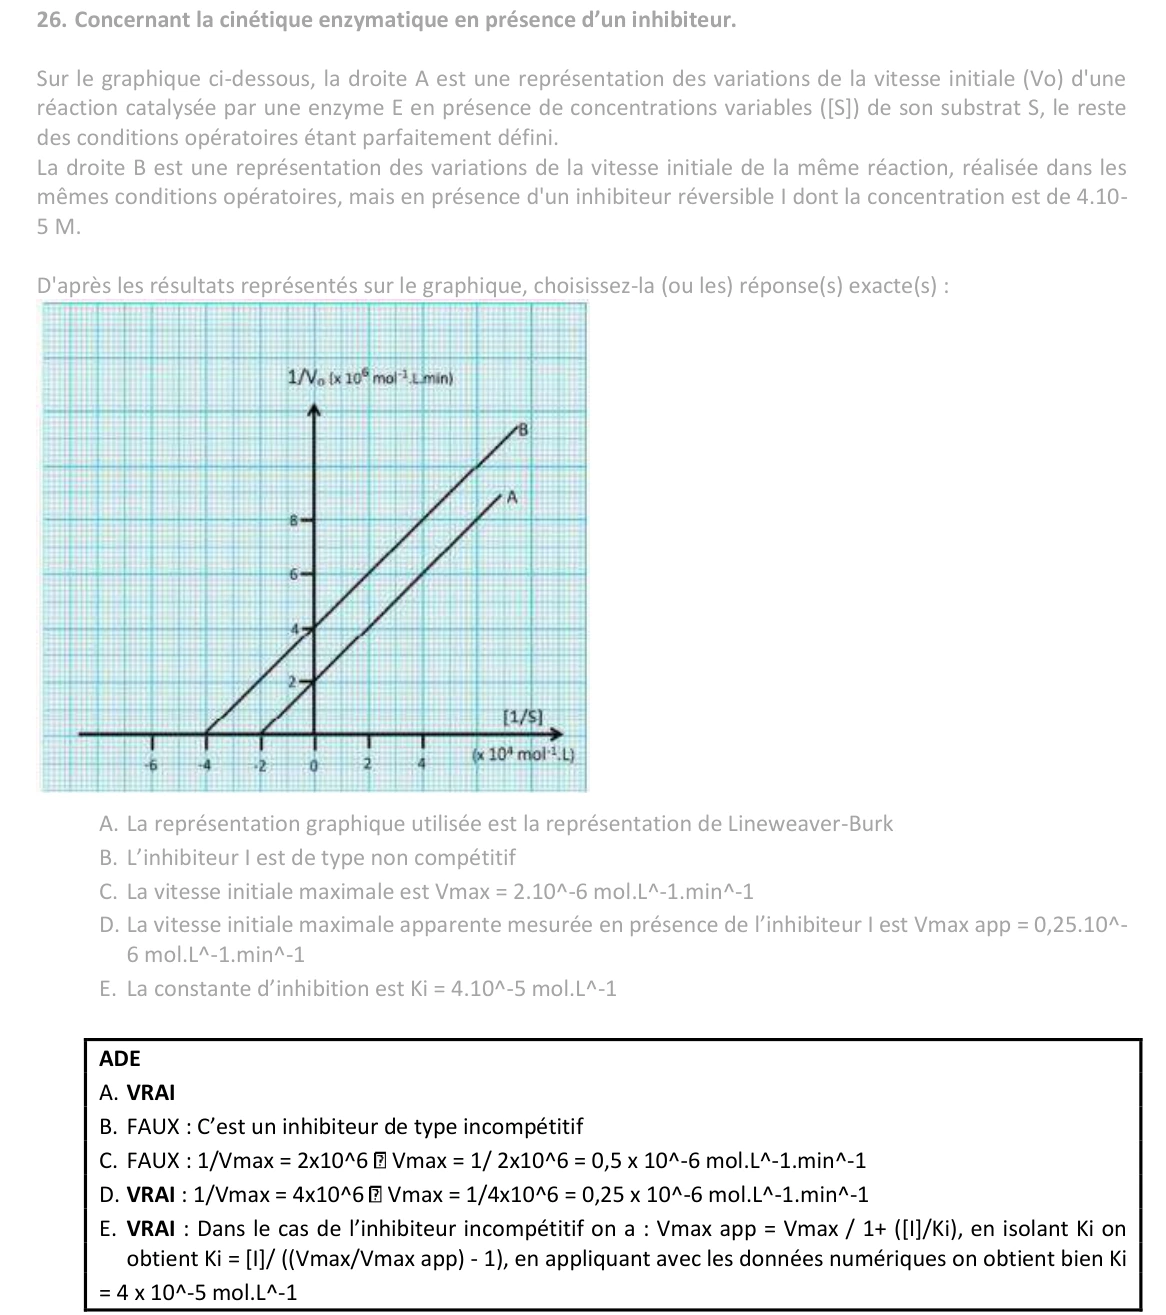 26. Concernant la cinétique enzymatique en présence d’un inhibiteur.
Sur le graphique ci-dessous, la droite A est une représentation des variations de la vitesse initiale (Vo) d'une
réaction catalysée par une enzyme E en présence de concentrations variables ([S]) de son substrat S, le reste
des conditions opératoires étant parfaitement défini.
La droite B est une représentation des variations de la vitesse initiale de la même réaction, réalisée dans les
mêmes conditions opératoires, mais en présence d'un inhibiteur réversible I dont la concentration est de 4.10-
5 M.
D'après les résultats représentés sur le graphique, choisissez-la (ou les) réponse(s) exacte(s) :
1/Vₒ (x 10⁶ mol⁻¹.L.min)
B
A
8
6
4
2
[1/S]
(x 10⁴ mol⁻¹.L)
-6 -4 -2 0 2 4
A. La représentation graphique utilisée est la représentation de Lineweaver-Burk
B. L’inhibiteur I est de type non compétitif
C. La vitesse initiale maximale est Vmax = 2.10^-6 mol.L^-1.min^-1
D. La vitesse initiale maximale apparente mesurée en présence de l’inhibiteur I est Vmax app = 0,25.10^-
6 mol.L^-1.min^-1
E. La constante d’inhibition est Ki = 4.10^-5 mol.L^-1
ADE
A. VRAI
B. FAUX : C’est un inhibiteur de type incompétitif
C. FAUX : 1/Vmax = 2x10^6 � Vmax = 1/ 2x10^6 = 0,5 x 10^-6 mol.L^-1.min^-1
D. VRAI : 1/Vmax = 4x10^6 � Vmax = 1/4x10^6 = 0,25 x 10^-6 mol.L^-1.min^-1
E. VRAI : Dans le cas de l’inhibiteur incompétitif on a : Vmax app = Vmax / 1+ ([I]/Ki), en isolant Ki on
obtient Ki = [I]/ ((Vmax/Vmax app) - 1), en appliquant avec les données numériques on obtient bien Ki
= 4 x 10^-5 mol.L^-1